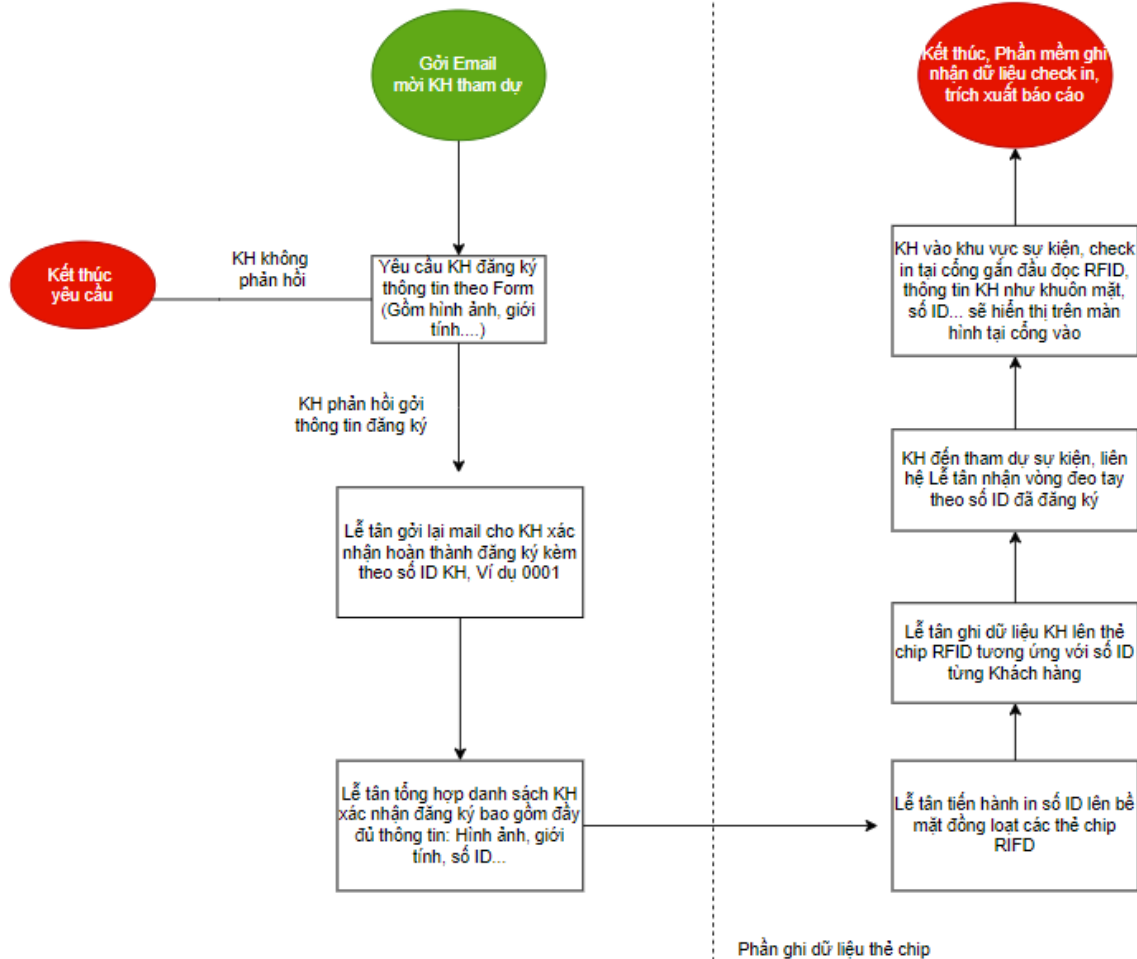 Gởi Email
mời KH tham dự
KH không
phản hồi
Kết thúc
yêu cầu
Yêu cầu KH đăng ký
thông tin theo Form
(Gồm hình ảnh, giới
tính....)
KH phản hồi gởi
thông tin đăng ký
Lễ tân gởi lại mail cho KH xác
nhận hoàn thành đăng ký kèm
theo số ID KH, Ví dụ 0001
Lễ tân tổng hợp danh sách KH
xác nhận đăng ký bao gồm đầy
đủ thông tin: Hình ảnh, giới
tính, số ID...
Lễ tân tiến hành in số ID lên bề
mặt đồng loạt các thẻ chip
RIFD
Lễ tân ghi dữ liệu KH lên thẻ
chip RFID tương ứng với số ID
từng Khách hàng
KH đến tham dự sự kiện, liên
hệ Lễ tân nhận vòng đeo tay
theo số ID đã đăng ký
KH vào khu vực sự kiện, check
in tại cổng gắn đầu đọc RFID,
thông tin KH như khuôn mặt,
số ID... sẽ hiển thị trên màn
hình tại cổng vào
Kết thúc, Phần mềm ghi
nhận dữ liệu check in,
trích xuất báo cáo
Phần ghi dữ liệu thẻ chip